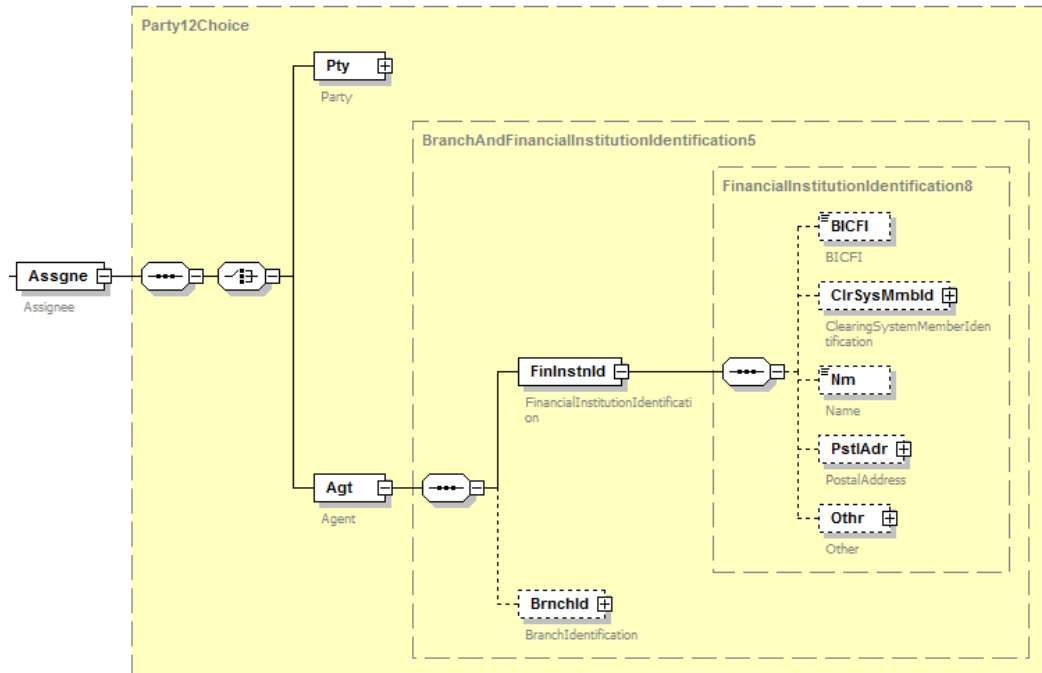 Party12Choice
Pty
Party
BranchAndFinancialInstitutionIdentification5
FinancialInstitutionIdentification8
BICFI
BICFI
Assgne
Assignee
ClrSysMmbId
ClearingSystemMemberIden
tification
FinInstnId
FinancialInstitutionIdentificati
on
Nm
Name
PstlAdr
PostalAddress
Agt
Agent
Othr
Other
BrnchId
BranchIdentification